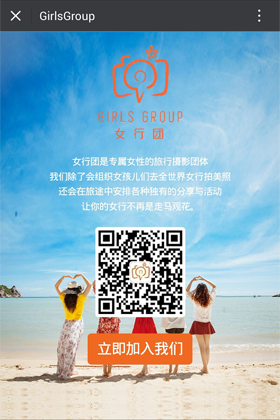 GirlsGroup
GIRLS GROUP
女行团
女行团是专属女性的旅行摄影团体
我们除了会组织女孩儿们去全世界女行拍美照
还会在旅途中安排各种独有的分享与活动
让你的女行不再是走马观花。
立即加入我们